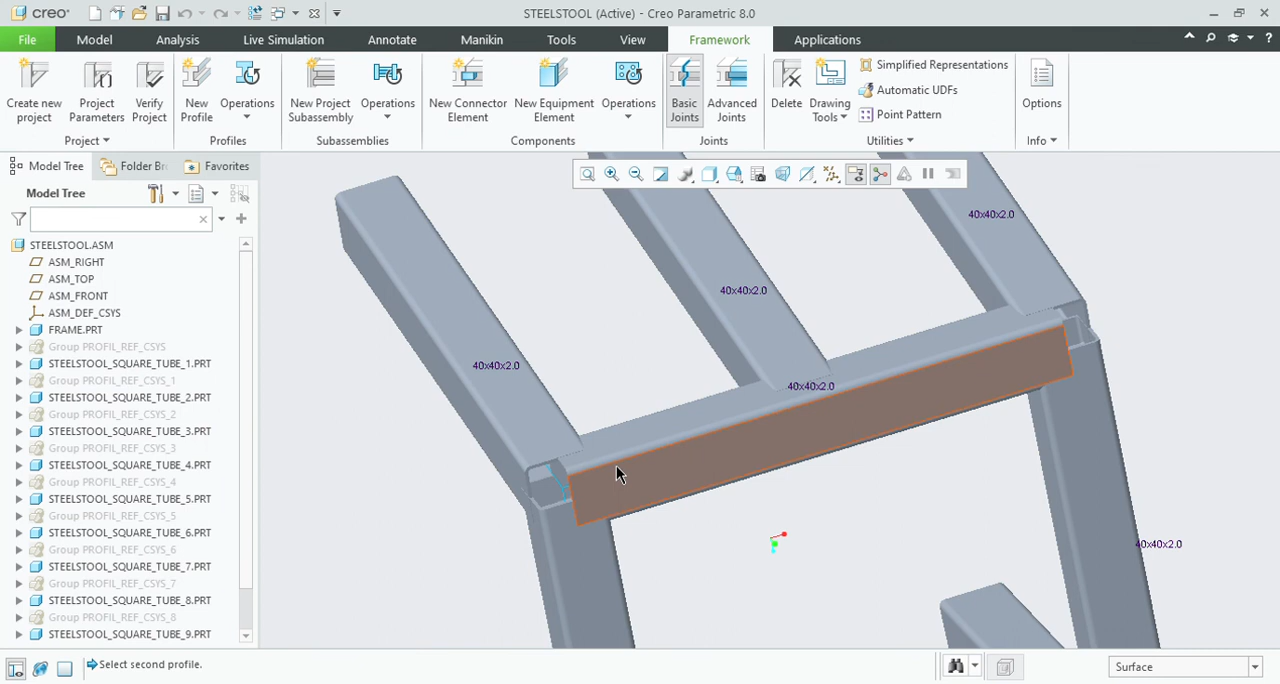 creo STEELSTOOL (Active) - Creo Parametric 8.0
File Model Analysis Live Simulation Annotate Manikin Tools View Framework Applications
Create new project
Project Parameters
Verify Project
New Profile
Operations
New Project Subassembly
Operations
New Connector Element
New Equipment Element
Operations
Basic Joints
Advanced Joints
Delete
Drawing Tools
Simplified Representations
Automatic UDFs
Point Pattern
Options
Project Profiles Subassemblies Components Joints Utilities Info
Model Tree Folder Br Favorites
Model Tree
STEELSTOOL.ASM
ASM_RIGHT
ASM_TOP
ASM_FRONT
ASM_DEF_CSYS
FRAME.PRT
Group PROFIL_REF_CSYS
STEELSTOOL_SQUARE_TUBE_1.PRT
Group PROFIL_REF_CSYS_1
STEELSTOOL_SQUARE_TUBE_2.PRT
Group PROFIL_REF_CSYS_2
STEELSTOOL_SQUARE_TUBE_3.PRT
Group PROFIL_REF_CSYS_3
STEELSTOOL_SQUARE_TUBE_4.PRT
Group PROFIL_REF_CSYS_4
STEELSTOOL_SQUARE_TUBE_5.PRT
Group PROFIL_REF_CSYS_5
STEELSTOOL_SQUARE_TUBE_6.PRT
Group PROFIL_REF_CSYS_6
STEELSTOOL_SQUARE_TUBE_7.PRT
Group PROFIL_REF_CSYS_7
STEELSTOOL_SQUARE_TUBE_8.PRT
Group PROFIL_REF_CSYS_8
STEELSTOOL_SQUARE_TUBE_9.PRT
40x40x2.0
40x40x2.0
40x40x2.0
40x40x2.0
40x40x2.0
Select second profile.
Surface